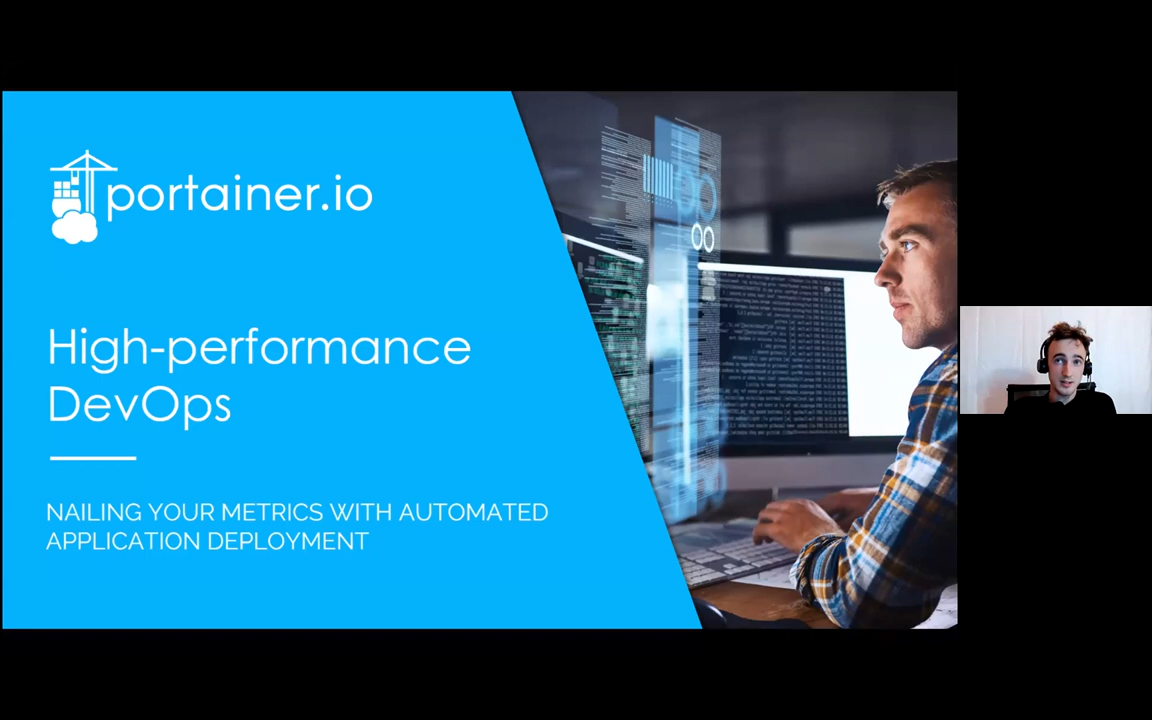 portainer.io
High-performance
DevOps
NAILING YOUR METRICS WITH AUTOMATED
APPLICATION DEPLOYMENT